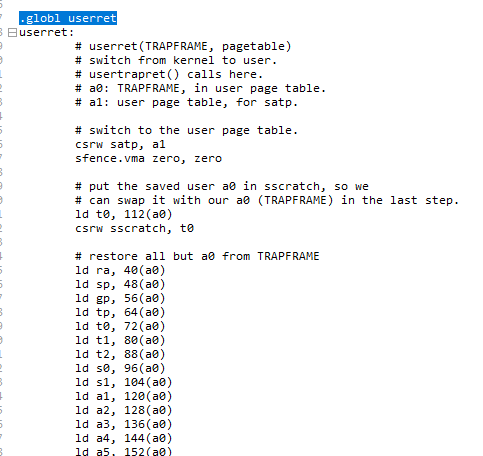 .globl userret
userret:
# userret(TRAPFRAME, pagetable)
# switch from kernel to user.
# usertrapret() calls here.
# a0: TRAPFRAME, in user page table.
# a1: user page table, for satp.
# switch to the user page table.
csrw satp, a1
sfence.vma zero, zero
# put the saved user a0 in sscratch, so we
# can swap it with our a0 (TRAPFRAME) in the last step.
ld t0, 112(a0)
csrw sscratch, t0
# restore all but a0 from TRAPFRAME
ld ra, 40(a0)
ld sp, 48(a0)
ld gp, 56(a0)
ld tp, 64(a0)
ld t0, 72(a0)
ld t1, 80(a0)
ld t2, 88(a0)
ld s0, 96(a0)
ld s1, 104(a0)
ld a1, 120(a0)
ld a2, 128(a0)
ld a3, 136(a0)
ld a4, 144(a0)
ld a5, 152(a0)